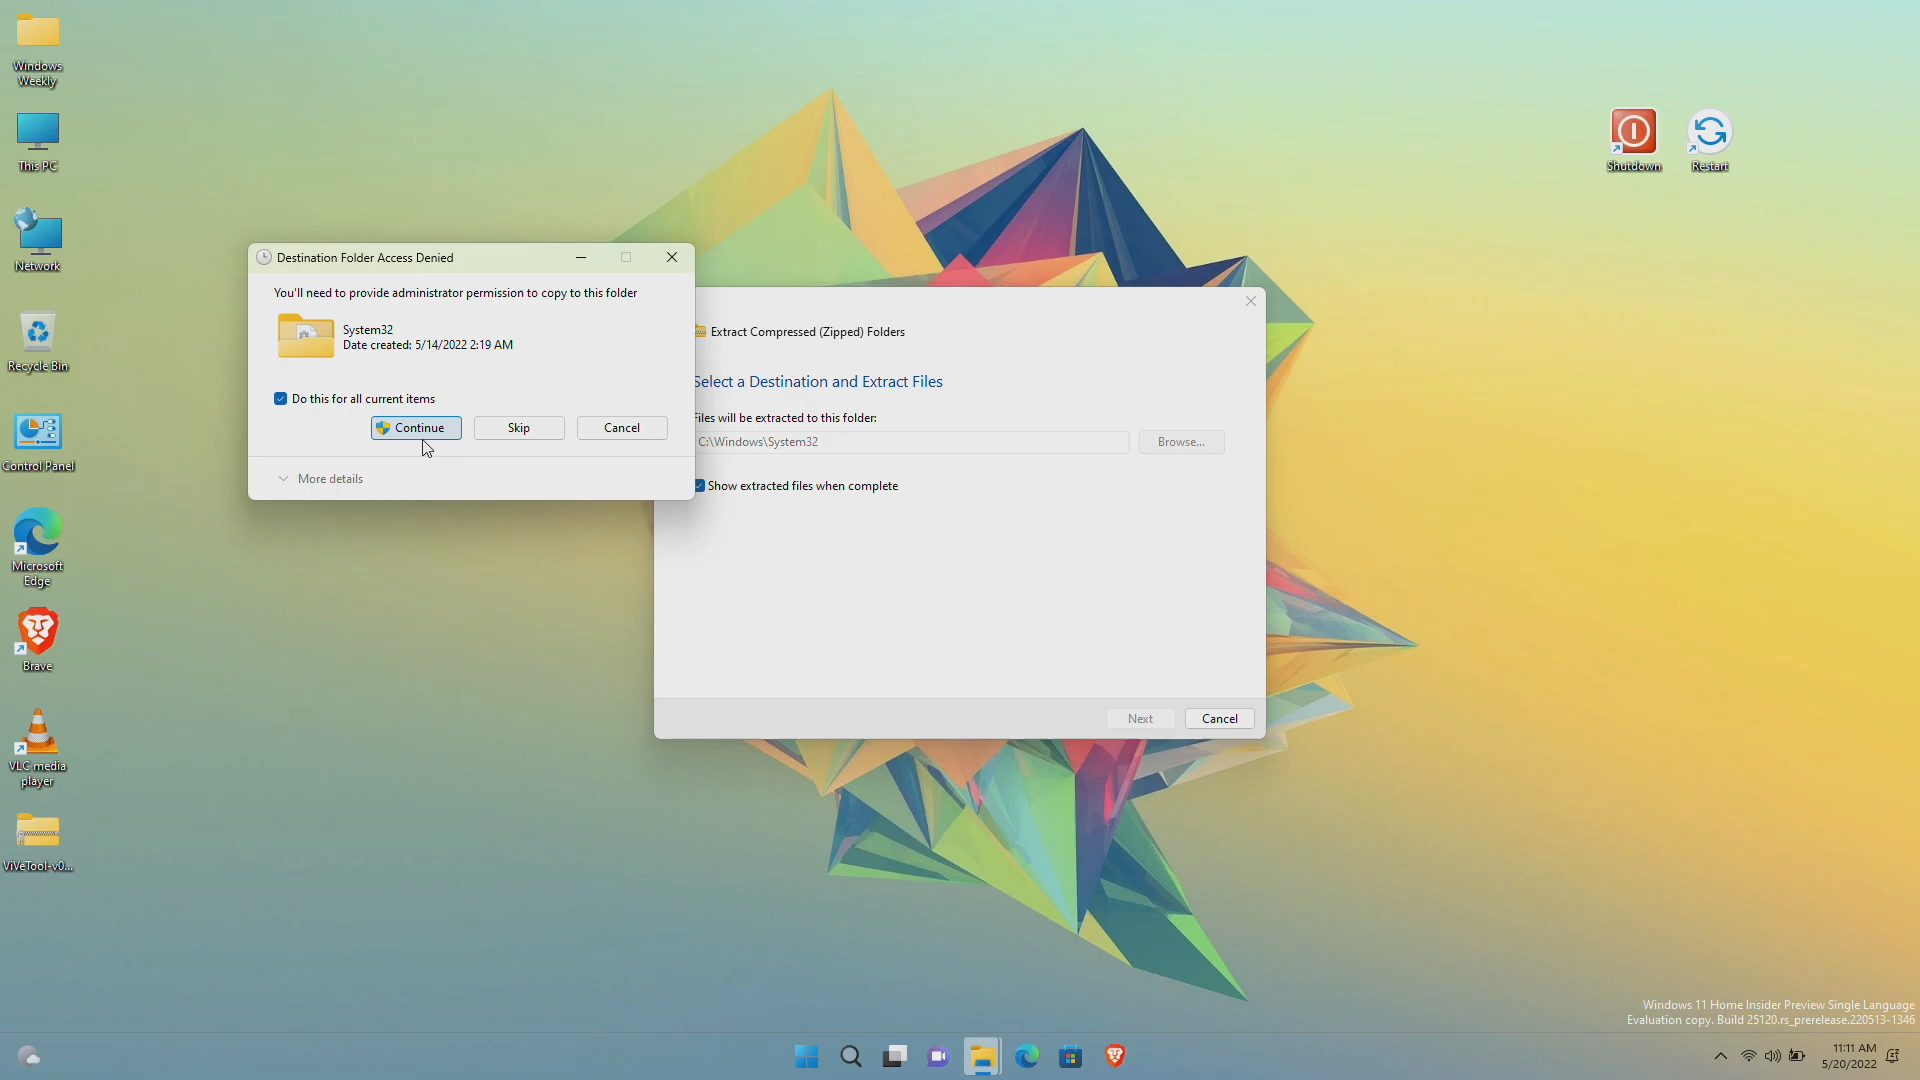 Windows
Weekly
This PC
Network
Recycle Bin
Control Panel
Microsoft
Edge
Brave
VLC media
player
ViVeTool-v0...
Shutdown
Restart
Destination Folder Access Denied
You'll need to provide administrator permission to copy to this folder
System32
Date created: 5/14/2022 2:19 AM
Do this for all current items
Continue
Skip
Cancel
More details
Extract Compressed (Zipped) Folders
Select a Destination and Extract Files
Files will be extracted to this folder:
C:\Windows\System32
Browse...
Show extracted files when complete
Next
Cancel
Windows 11 Home Insider Preview Single Language
Evaluation copy. Build 25120.rs_prerelease.220513-1346
11:11 AM
5/20/2022